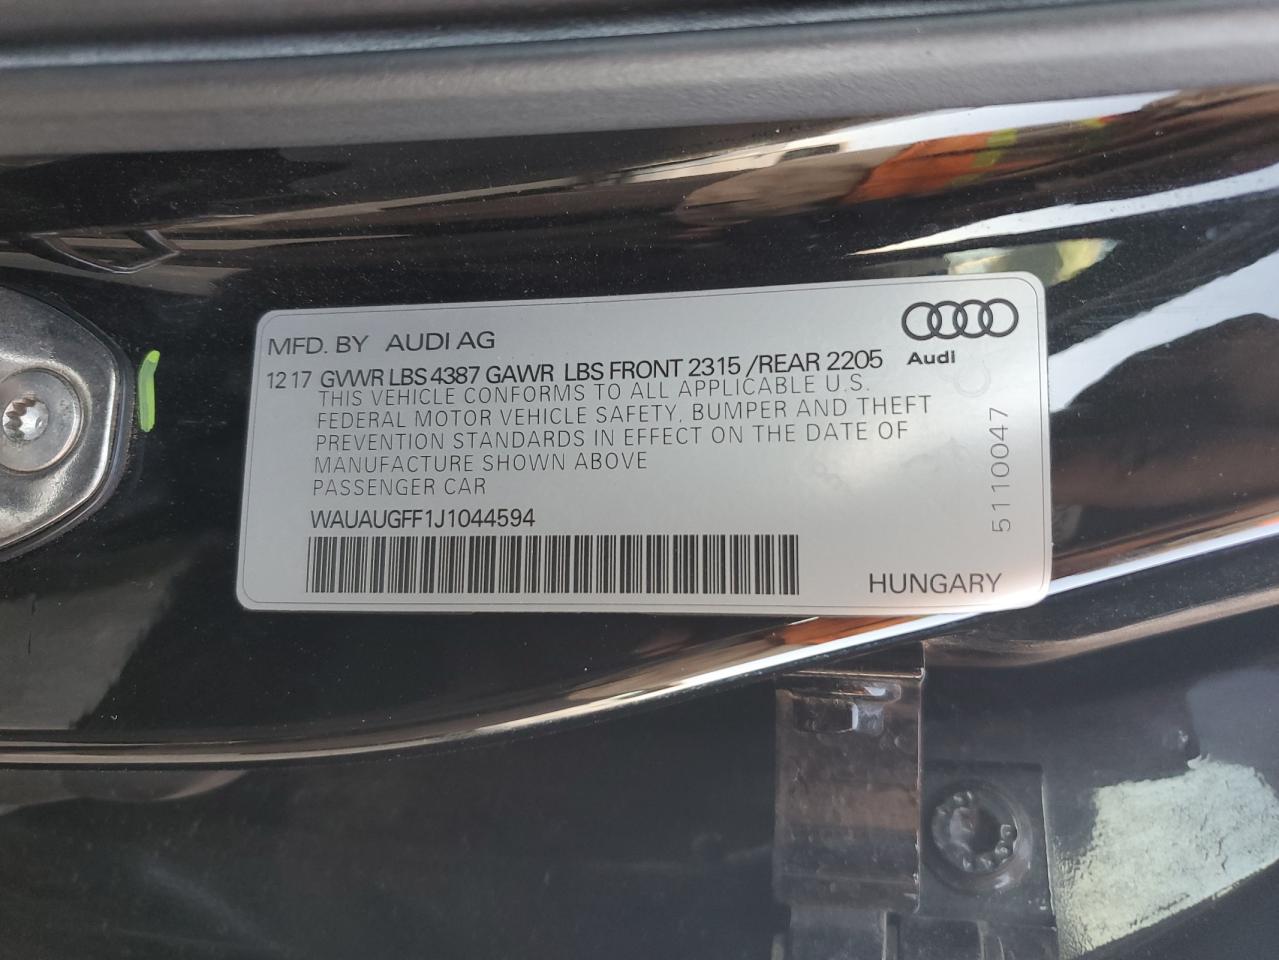 MFD. BY AUDI AG
Audi
12 17 GVWR LBS 4387 GAWR LBS FRONT 2315 /REAR 2205
THIS VEHICLE CONFORMS TO ALL APPLICABLE U.S.
FEDERAL MOTOR VEHICLE SAFETY, BUMPER AND THEFT
PREVENTION STANDARDS IN EFFECT ON THE DATE OF
MANUFACTURE SHOWN ABOVE
PASSENGER CAR
WAUAUGFF1J1044594
5110047
HUNGARY